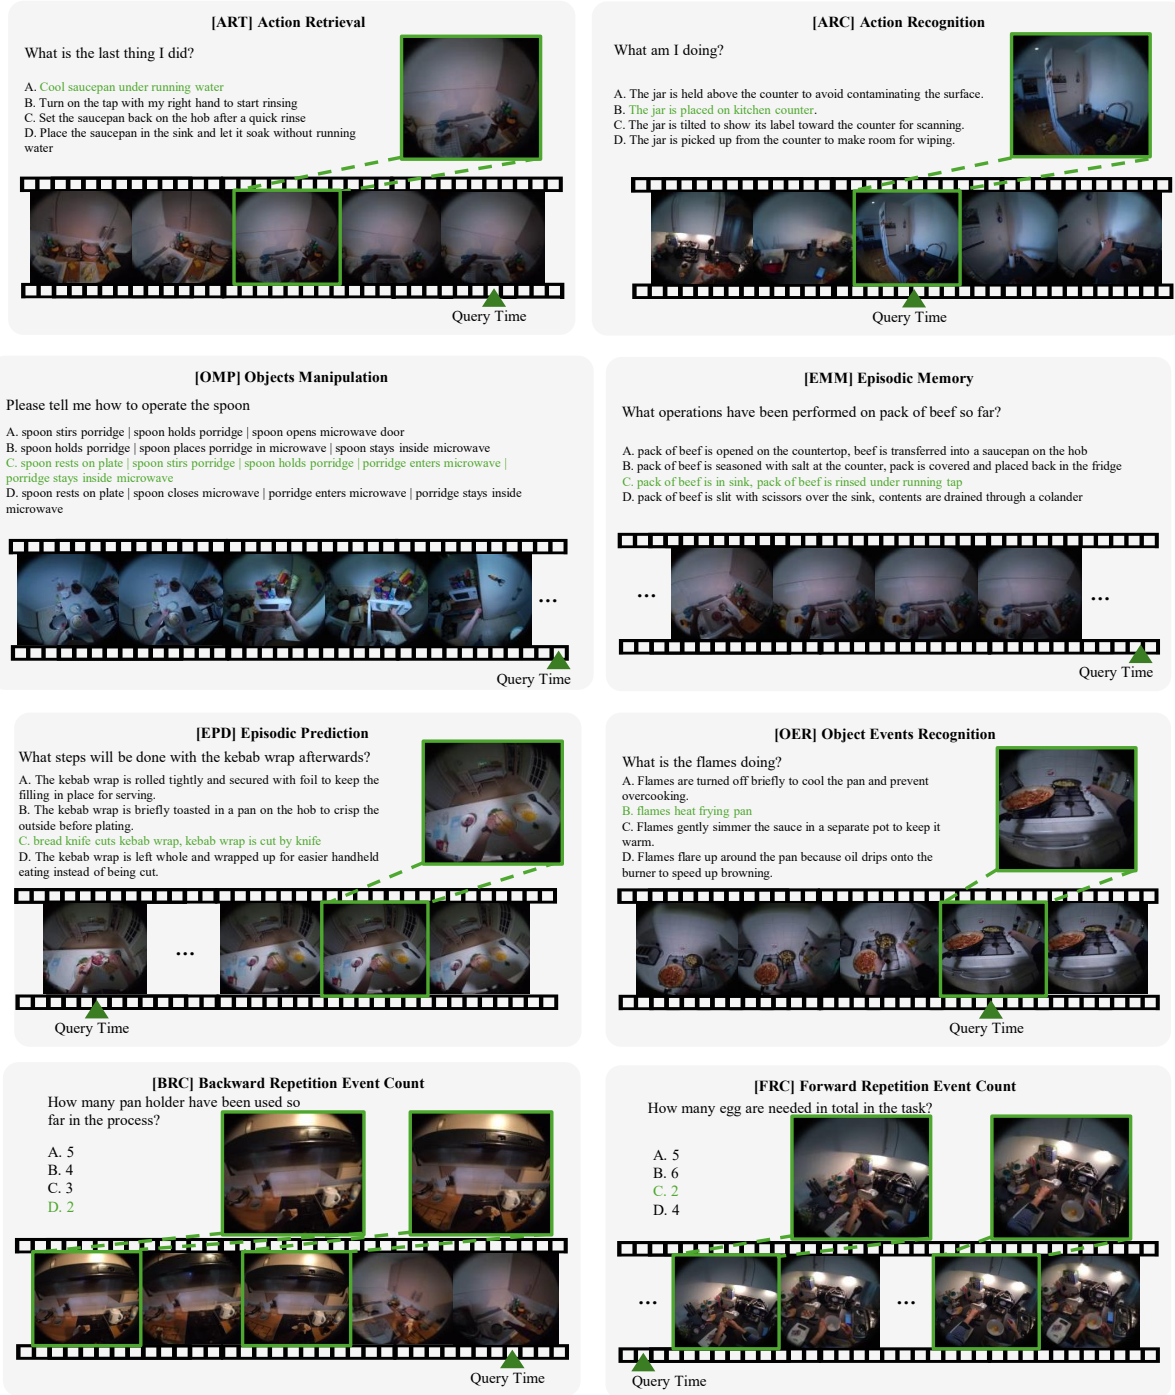 [ART] Action Retrieval
What is the last thing I did?
A. Cool saucepan under running water
B. Turn on the tap with my right hand to start rinsing
C. Set the saucepan back on the hob after a quick rinse
D. Place the saucepan in the sink and let it soak without running
water
Query Time
[ARC] Action Recognition
What am I doing?
A. The jar is held above the counter to avoid contaminating the surface.
B. The jar is placed on kitchen counter.
C. The jar is tilted to show its label toward the counter for scanning.
D. The jar is picked up from the counter to make room for wiping.
Query Time
[OMP] Objects Manipulation
Please tell me how to operate the spoon
A. spoon stirs porridge | spoon holds porridge | spoon opens microwave door
B. spoon holds porridge | spoon places porridge in microwave | spoon stays inside microwave
C. spoon rests on plate | spoon stirs porridge | spoon holds porridge | porridge enters microwave |
porridge stays inside microwave
D. spoon rests on plate | spoon closes microwave | porridge enters microwave | porridge stays inside
microwave
...
Query Time
[EMM] Episodic Memory
What operations have been performed on pack of beef so far?
A. pack of beef is opened on the countertop, beef is transferred into a saucepan on the hob
B. pack of beef is seasoned with salt at the counter, pack is covered and placed back in the fridge
C. pack of beef is in sink, pack of beef is rinsed under running tap
D. pack of beef is slit with scissors over the sink, contents are drained through a colander
... ...
Query Time
[EPD] Episodic Prediction
What steps will be done with the kebab wrap afterwards?
A. The kebab wrap is rolled tightly and secured with foil to keep the
filling in place for serving.
B. The kebab wrap is briefly toasted in a pan on the hob to crisp the
outside before plating.
C. bread knife cuts kebab wrap, kebab wrap is cut by knife
D. The kebab wrap is left whole and wrapped up for easier handheld
eating instead of being cut.
...
Query Time
[OER] Object Events Recognition
What is the flames doing?
A. Flames are turned off briefly to cool the pan and prevent
overcooking.
B. flames heat frying pan
C. Flames gently simmer the sauce in a separate pot to keep it
warm.
D. Flames flare up around the pan because oil drips onto the
burner to speed up browning.
Query Time
[BRC] Backward Repetition Event Count
How many pan holder have been used so
far in the process?
A. 5
B. 4
C. 3
D. 2
Query Time
[FRC] Forward Repetition Event Count
How many egg are needed in total in the task?
A. 5
B. 6
C. 2
D. 4
... ...
Query Time